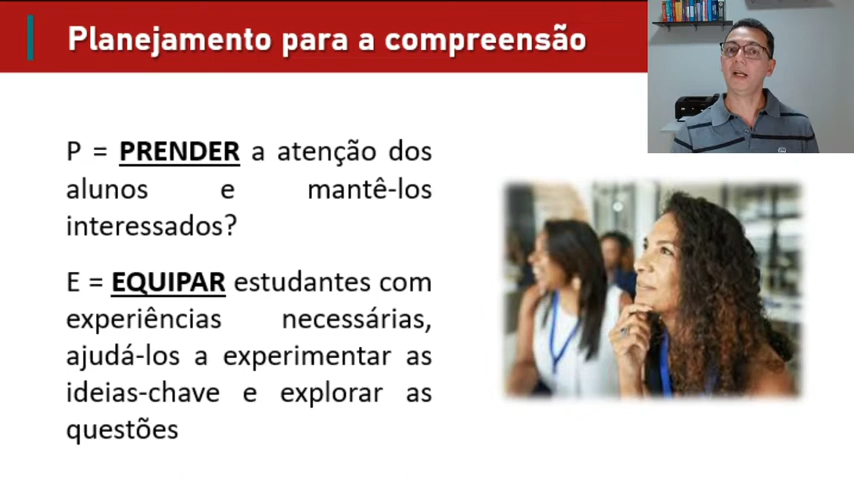 Planejamento para a compreensão
P = PRENDER a atenção dos
alunos e mantê-los
interessados?
E = EQUIPAR estudantes com
experiências necessárias,
ajudá-los a experimentar as
ideias-chave e explorar as
questões